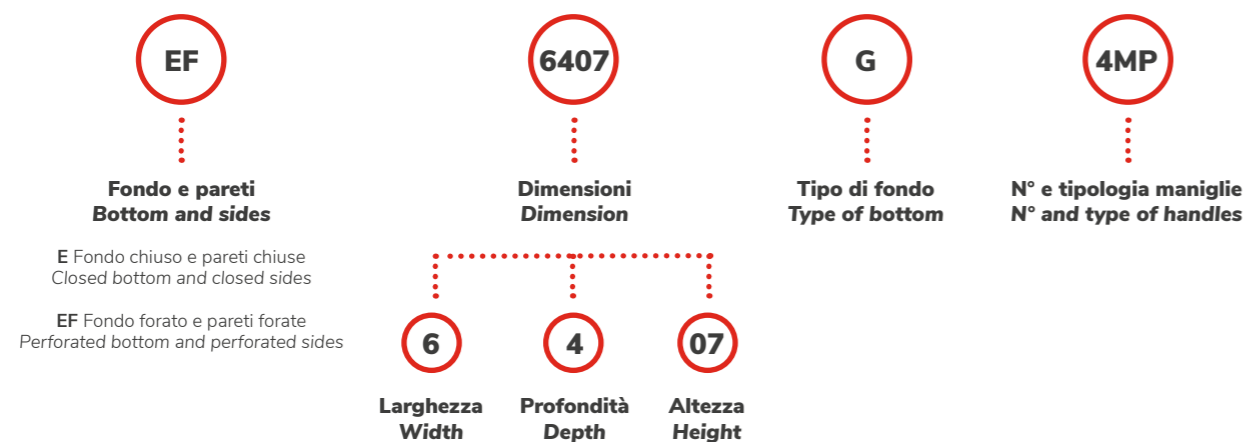 EF
6407
G
4MP
Fondo e pareti
Bottom and sides
Dimensioni
Dimension
Tipo di fondo
Type of bottom
N° e tipologia maniglie
N° and type of handles
E Fondo chiuso e pareti chiuse
Closed bottom and closed sides
EF Fondo forato e pareti forate
Perforated bottom and perforated sides
6
4
07
Larghezza
Width
Profondità
Depth
Altezza
Height